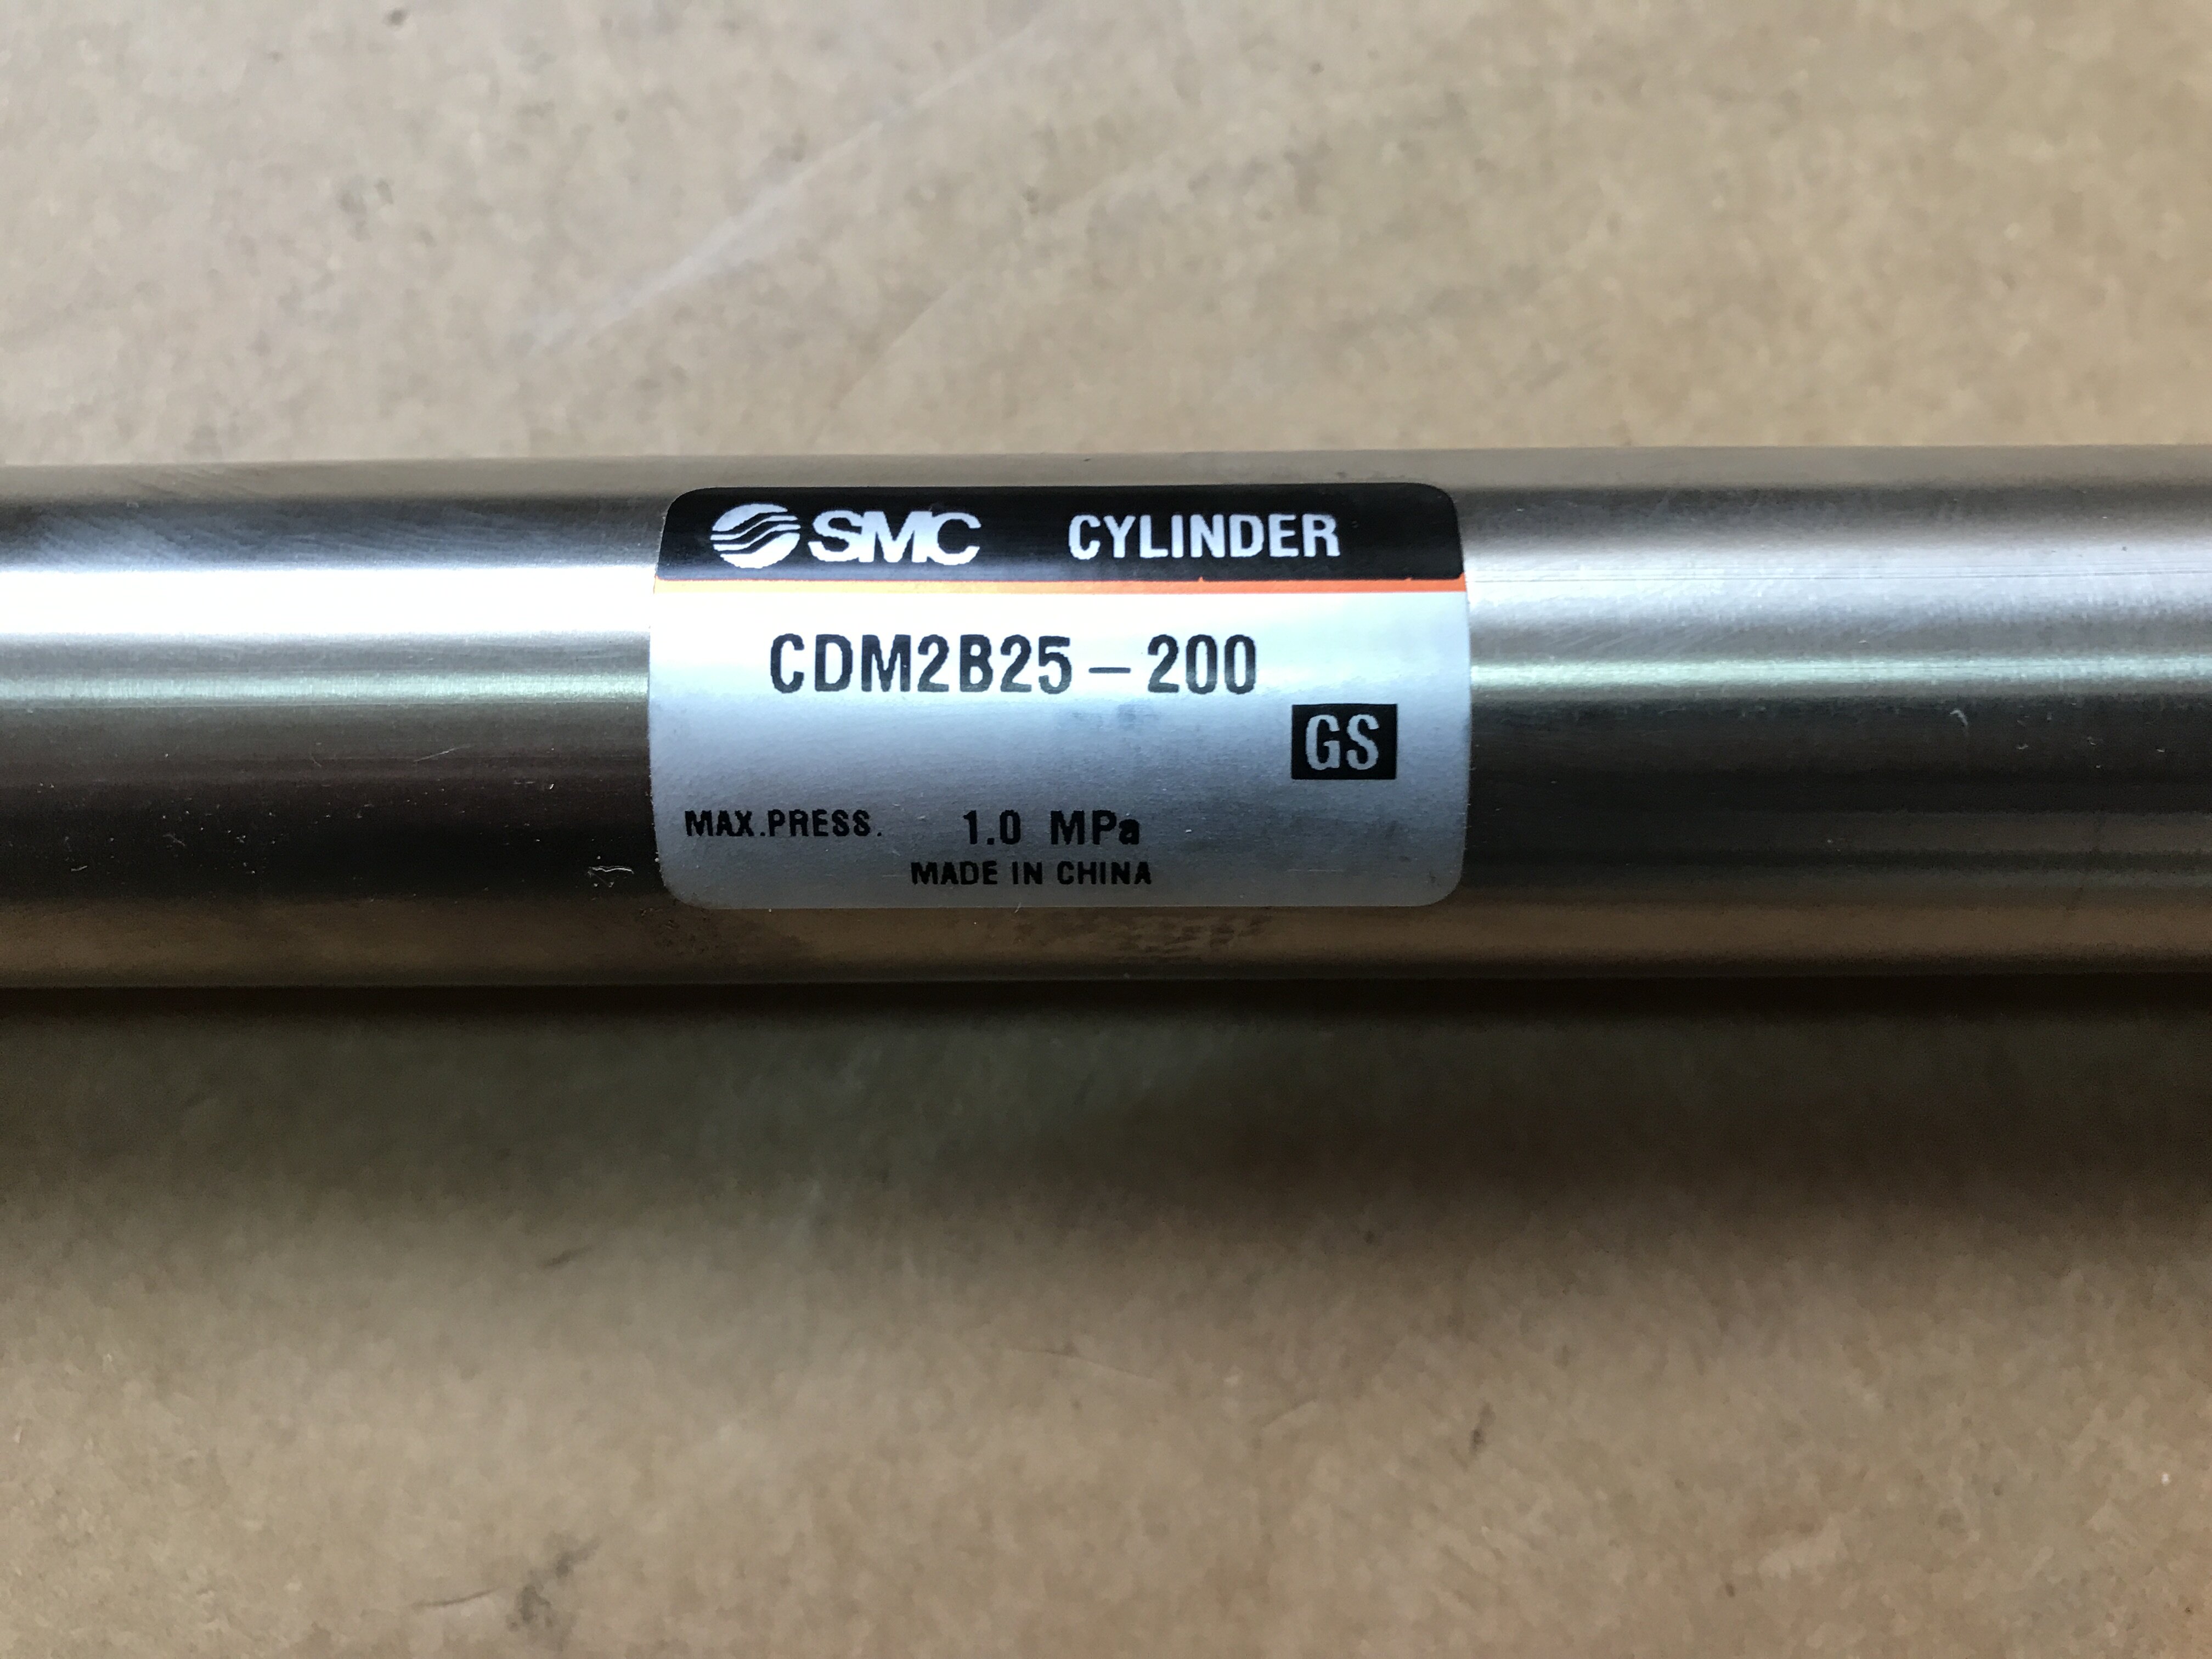 SMC CYLINDER
CDM2B25-200
GS
MAX.PRESS. 1.0 MPa
MADE IN CHINA